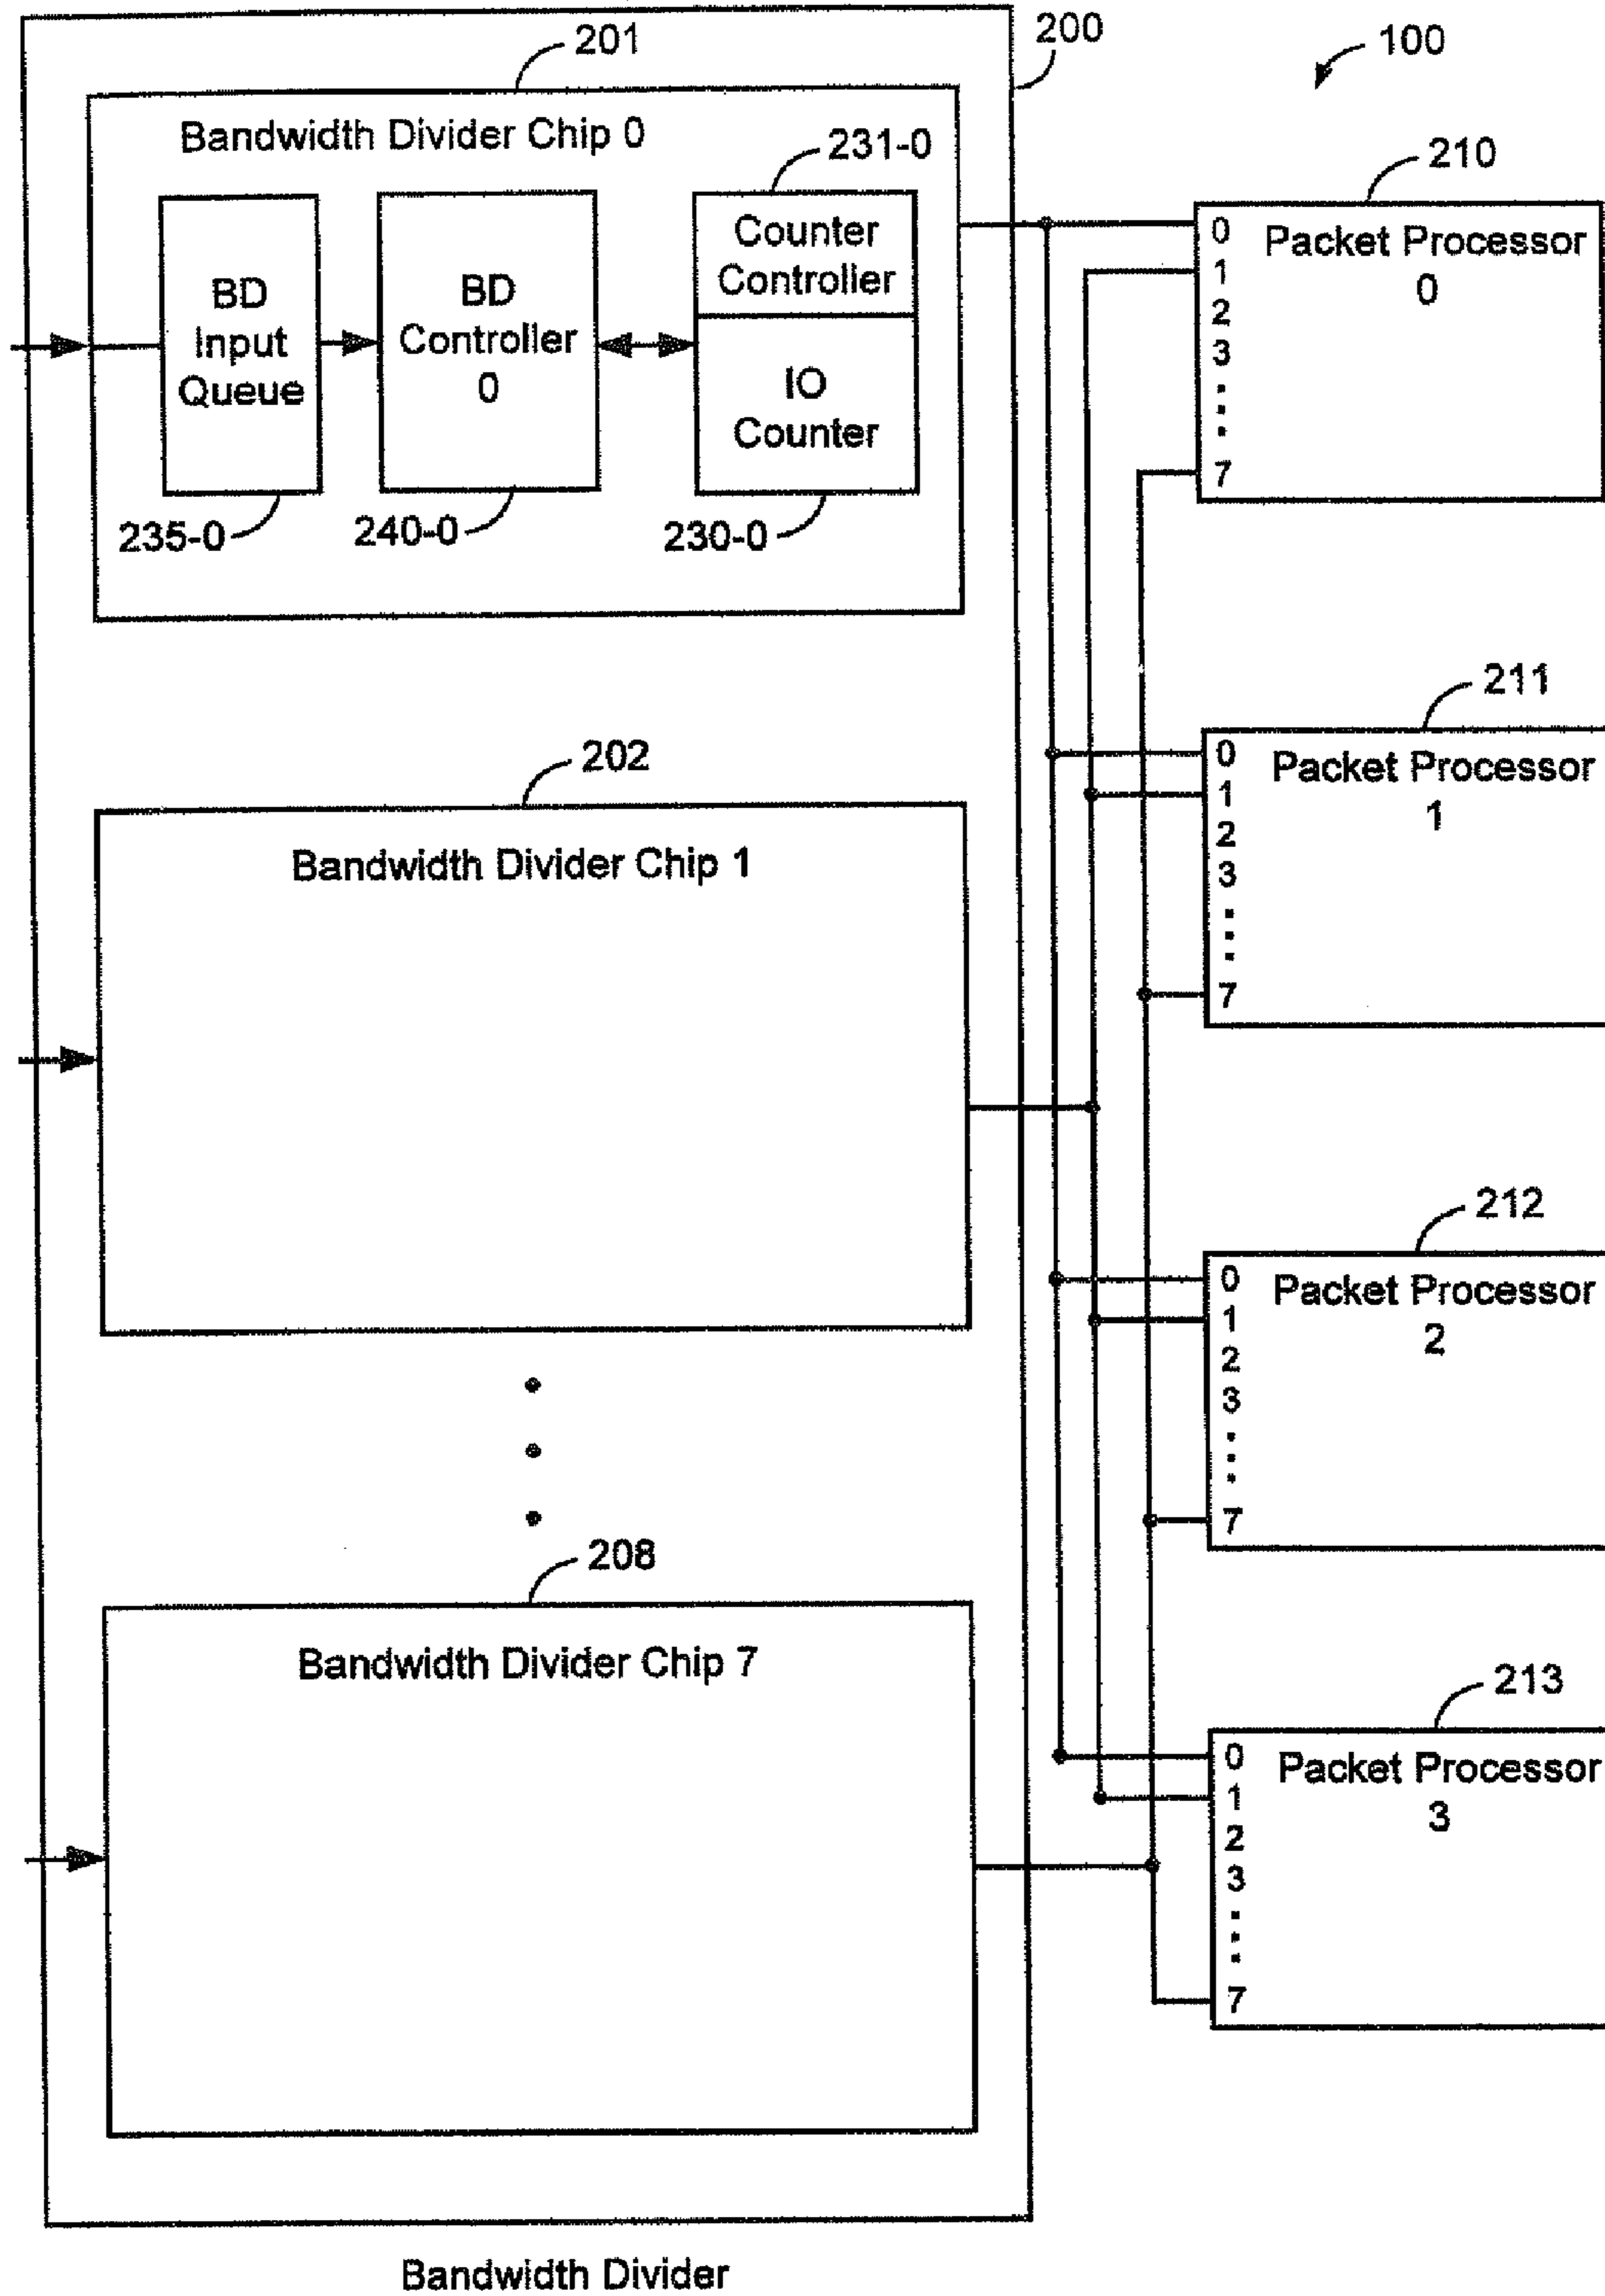 201
200
100
Bandwidth Divider Chip 0
231-0
210
BD
Input
Queue
BD
Controller
0
Counter
Controller
IO
Counter
235-0
240-0
230-0
0
1
2
3
7
Packet Processor
0
211
0
1
2
3
7
Packet Processor
1
202
Bandwidth Divider Chip 1
212
0
1
2
3
7
Packet Processor
2
208
Bandwidth Divider Chip 7
213
0
1
2
3
7
Packet Processor
3
Bandwidth Divider